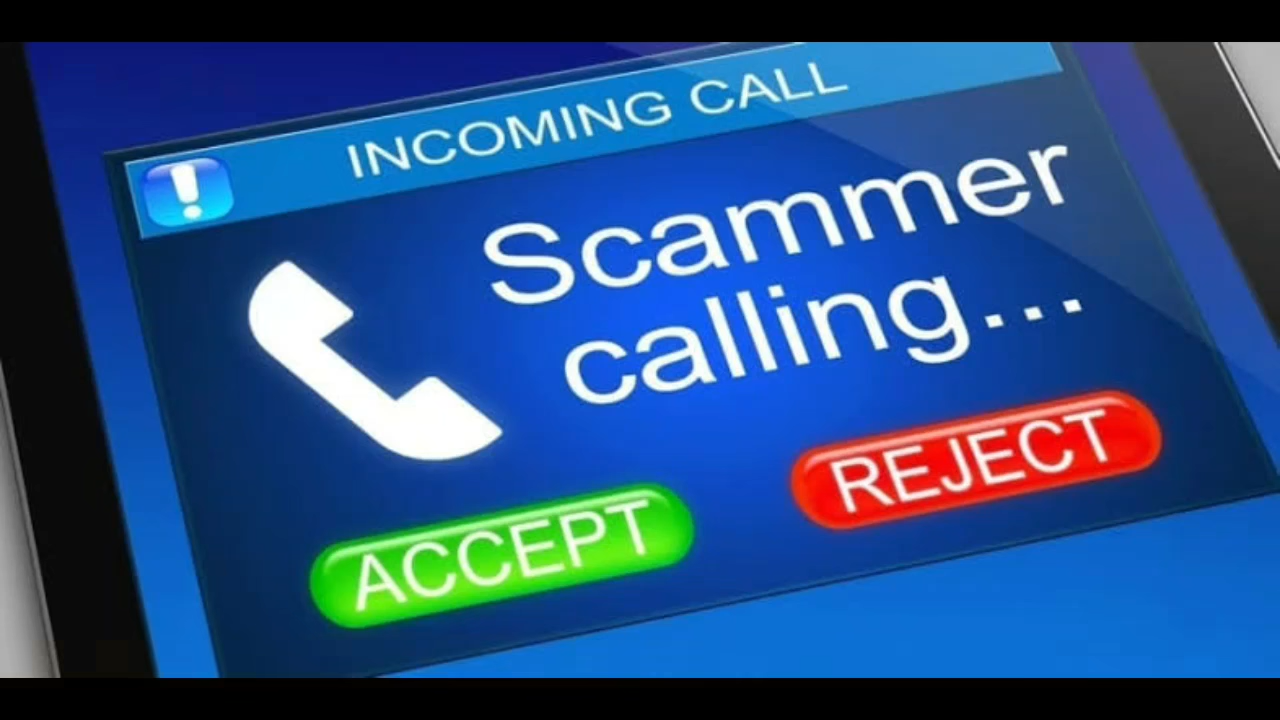 !
INCOMING CALL
Scammer
calling...
ACCEPT
REJECT